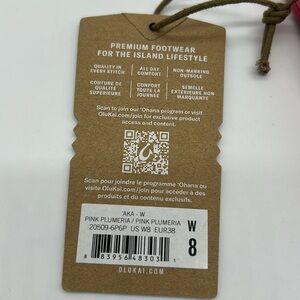 PREMIUM FOOTWEAR
FOR THE ISLAND LIFESTYLE
QUALITY IN
EVERY STITCH
ALL DAY
COMFORT
NON-MARKING
OUTSOLE
COUTURE DE
QUALITÉ
SUPÉRIEURE
CONFORT
TOUTE LA
JOURNÉE
SEMELLE
EXTÉRIEURE NON
MARQUANTE
Scan to join our 'Ohana program or visit
OluKai.com/join for exclusive product
access and content.
Scan pour joindre le programme 'Ohana ou
visite OluKai.com/join pour accéder à des
produits et du contenu exclusifs.
'AKA - W
PINK PLUMERIA / PINK PLUMERIA
20509-6P6P US W8 EUR38
W
8
8 83956 48303 1
OLUKAI.COM